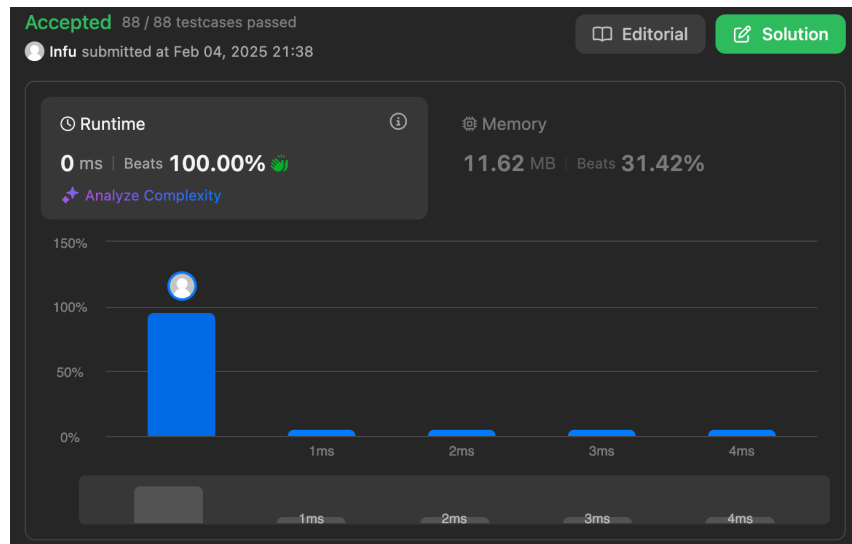 Accepted 88 / 88 testcases passed
Editorial
Solution
Infu submitted at Feb 04, 2025 21:38
Runtime
0 ms | Beats 100.00%
Analyze Complexity
Memory
11.62 MB | Beats 31.42%
150%
100%
50%
0%
1ms 2ms 3ms 4ms
1ms 2ms 3ms 4ms